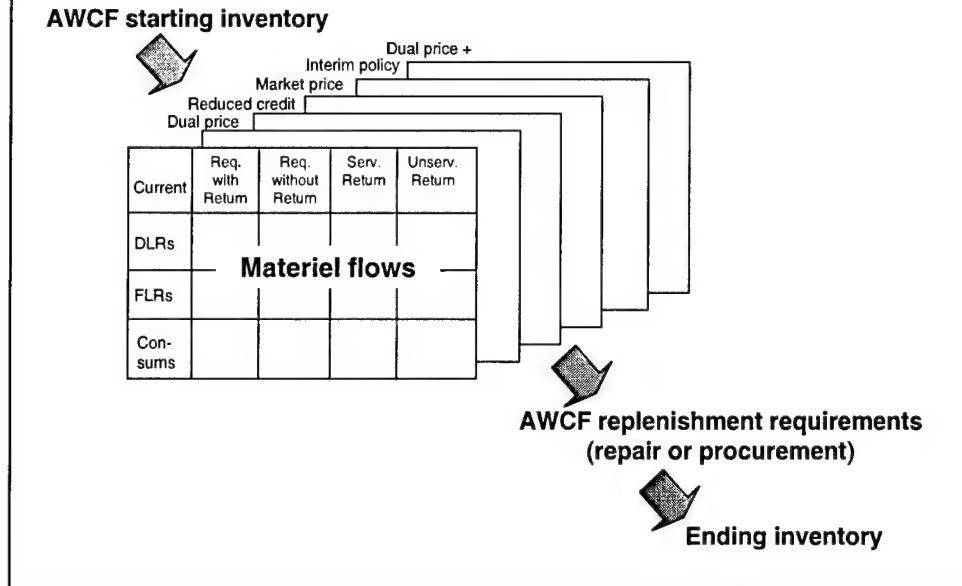 AWCF starting inventory
Dual price +
Interim policy
Market price
Reduced credit
Dual price
Current
Req.
with
Return
Req.
without
Return
Serv.
Return
Unserv.
Return
DLRs
Materiel flows
FLRs
Con-
sums
AWCF replenishment requirements
(repair or procurement)
Ending inventory